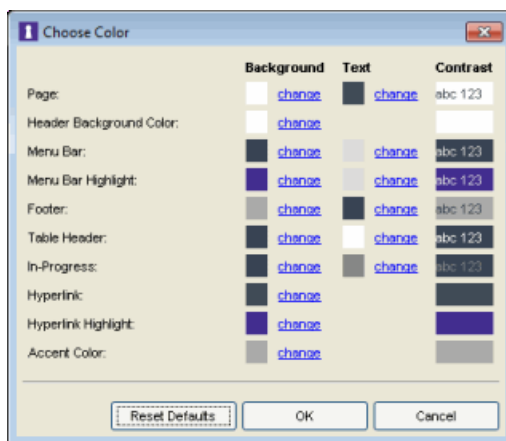 Choose Color
Background Text Contrast
Page: change change abc 123
Header Background Color: change
Menu Bar: change change abc 123
Menu Bar Highlight: change change abc 123
Footer: change change abc 123
Table Header: change change abc 123
In-Progress: change change abc 123
Hyperlink: change
Hyperlink Highlight: change
Accent Color: change
Reset Defaults OK Cancel